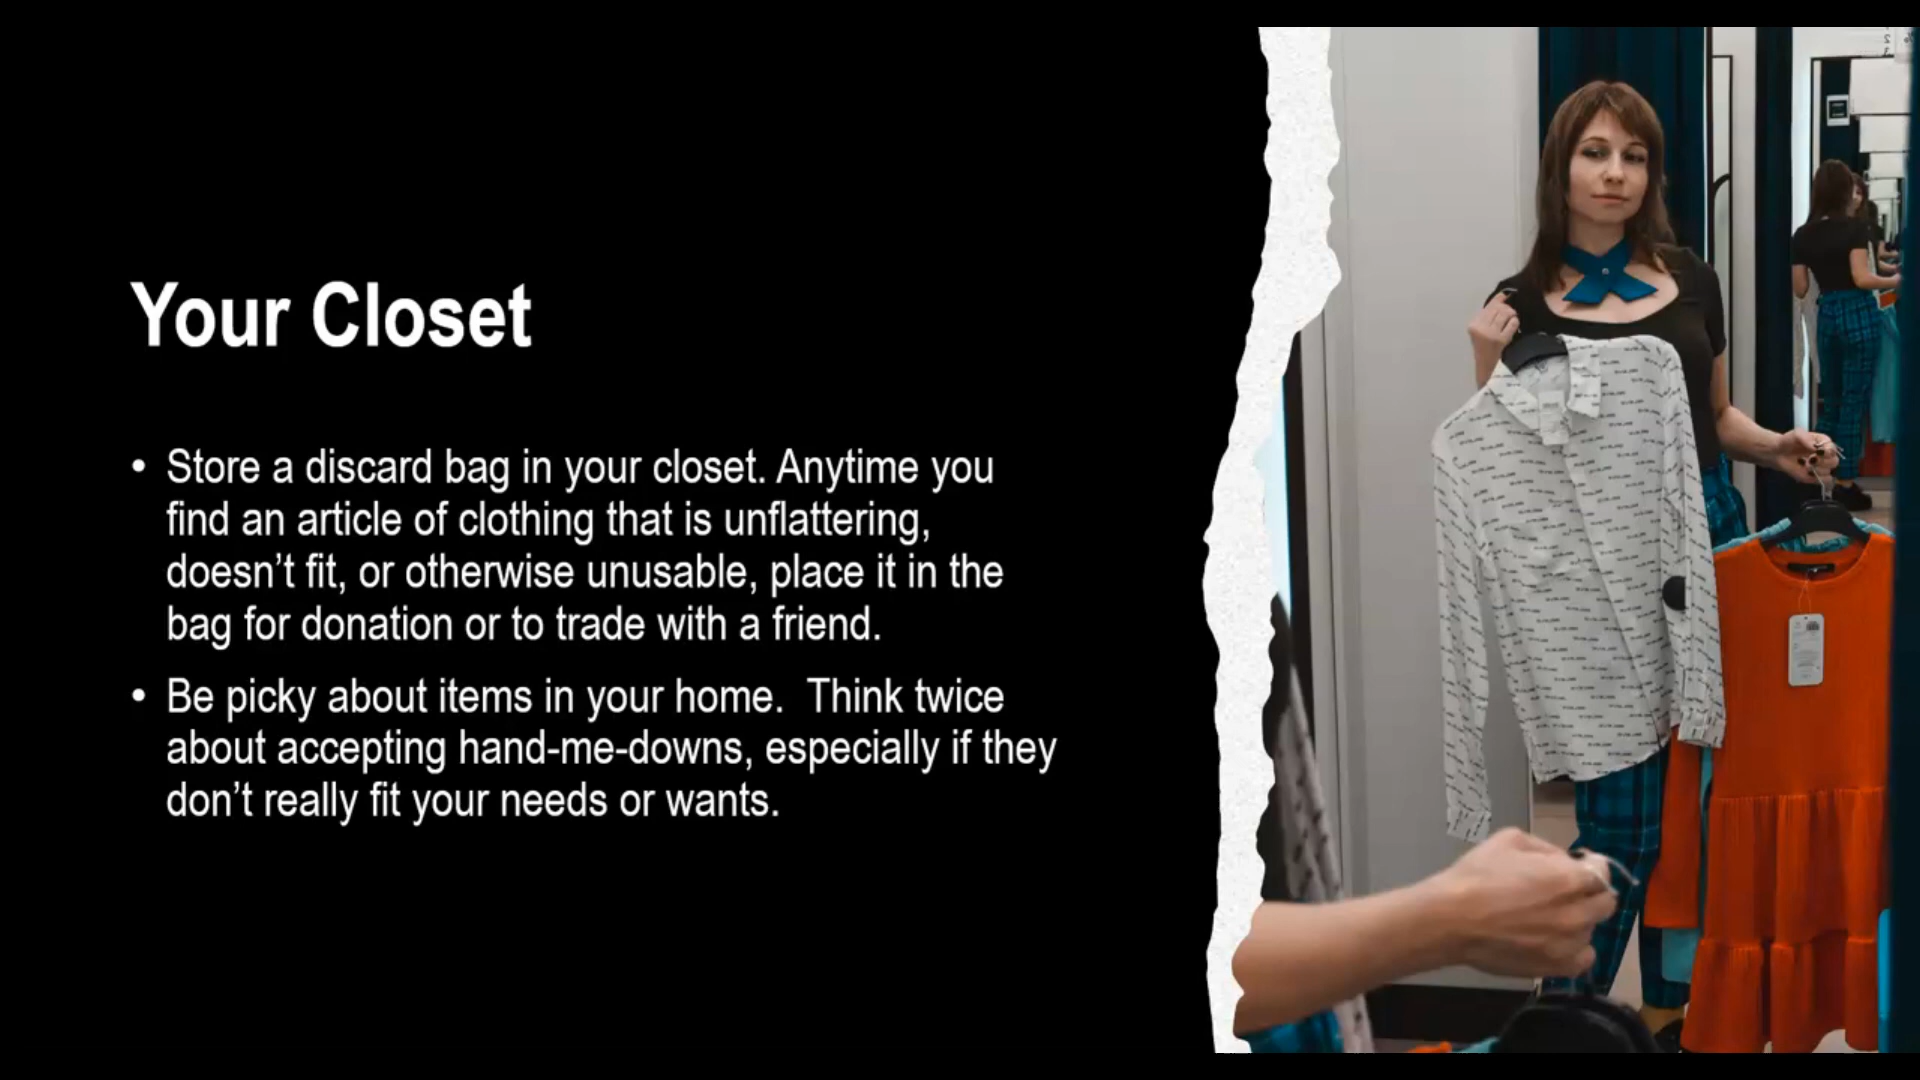 Your Closet
• Store a discard bag in your closet. Anytime you
find an article of clothing that is unflattering,
doesn’t fit, or otherwise unusable, place it in the
bag for donation or to trade with a friend.
• Be picky about items in your home.  Think twice
about accepting hand-me-downs, especially if they
don’t really fit your needs or wants.